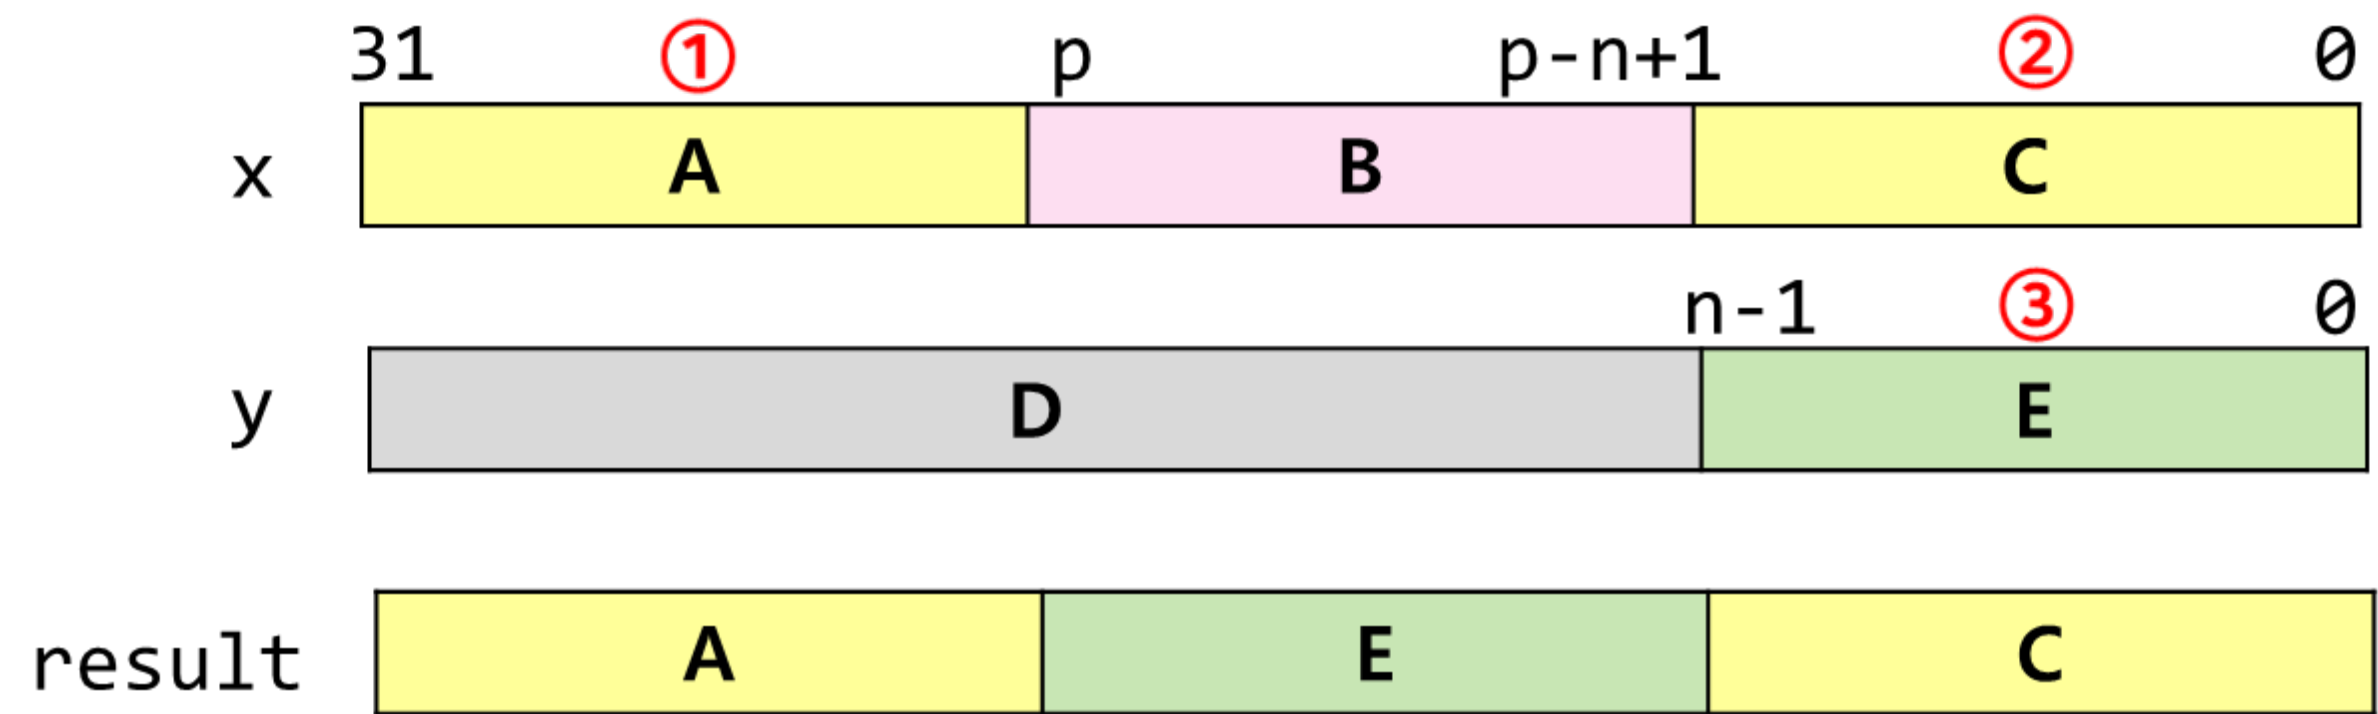 31 ① p p-n+1 ② 0
x A B C
n-1 ③ 0
y D E
result A E C